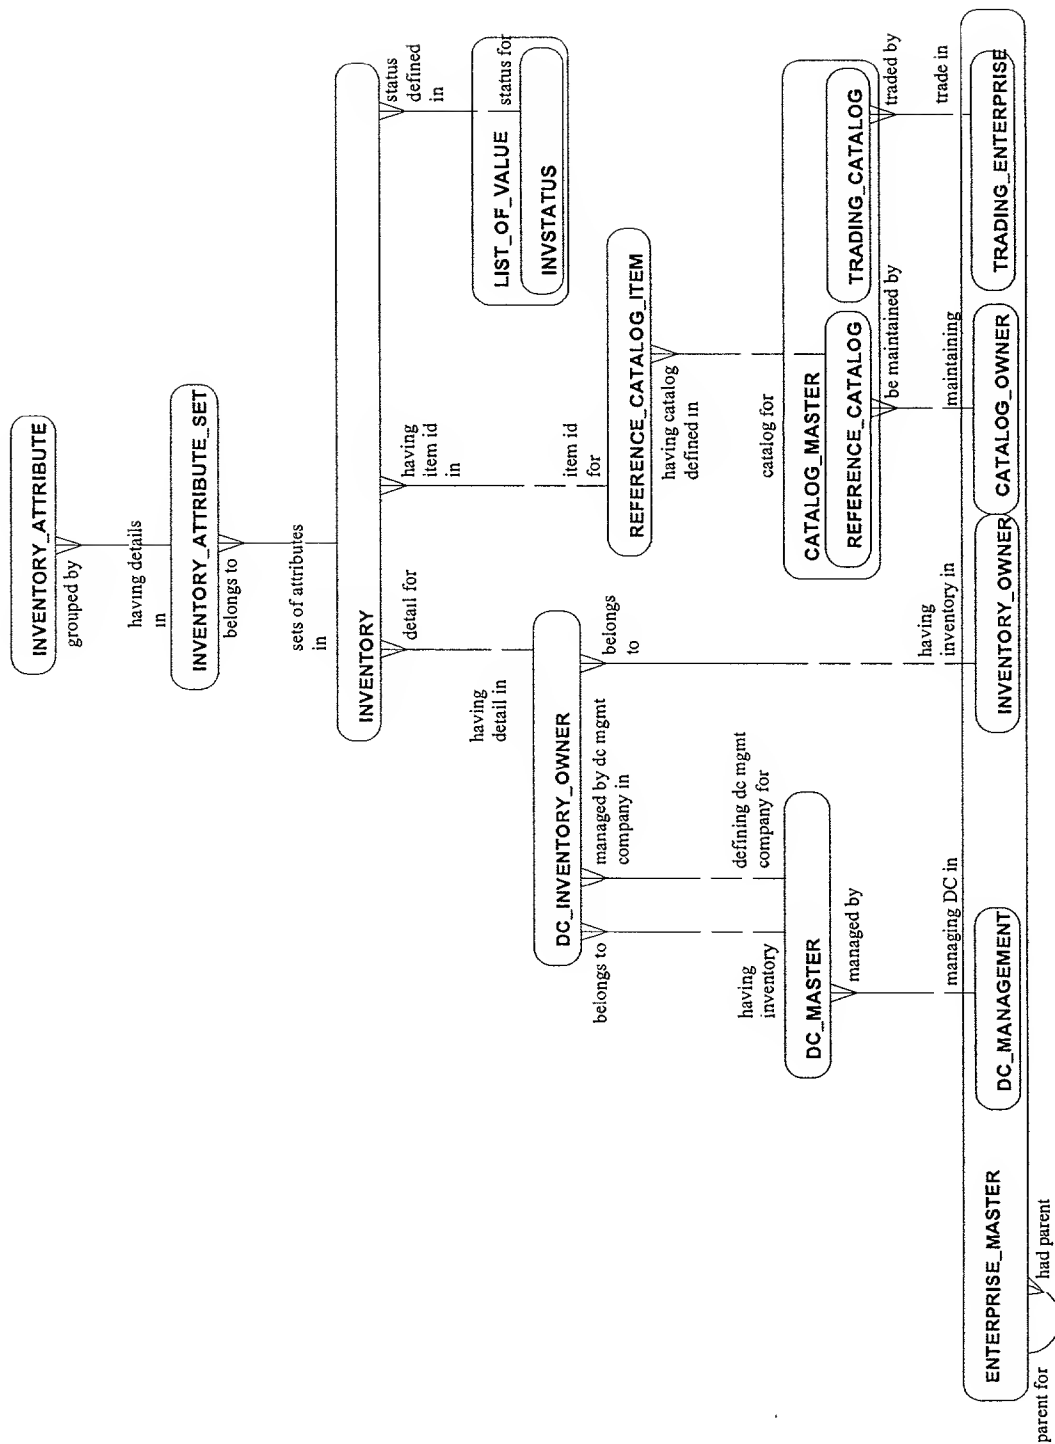 INVENTORY_ATTRIBUTE
grouped by
having details
in
INVENTORY_ATTRIBUTE_SET
belongs to
sets of attributes
in
INVENTORY
detail for
having
item id
in
status
defined
in
having
detail in
item id
for
status for
LIST_OF_VALUE
INVSTATUS
DC_INVENTORY_OWNER
belongs to
managed by dc mgmt
company in
belongs
to
REFERENCE_CATALOG_ITEM
having catalog
defined in
having
inventory
defining dc mgmt
company for
catalog for
DC_MASTER
managed by
CATALOG_MASTER
REFERENCE_CATALOG
TRADING_CATALOG
be maintained by
traded by
managing DC in
having
inventory in
maintaining
trade in
ENTERPRISE_MASTER
DC_MANAGEMENT
INVENTORY_OWNER
CATALOG_OWNER
TRADING_ENTERPRISE
parent for
had parent